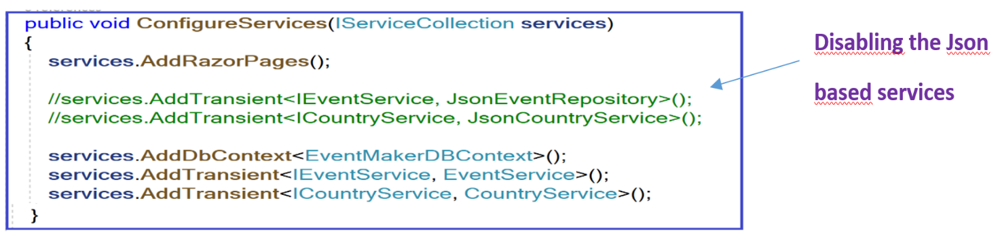 public void ConfigureServices(IServiceCollection services)
{
services.AddRazorPages();
//services.AddTransient<IEventService, JsonEventRepository>();
//services.AddTransient<ICountryService, JsonCountryService>();
services.AddDbContext<EventMakerDBContext>();
services.AddTransient<IEventService, EventService>();
services.AddTransient<ICountryService, CountryService>();
}
Disabling the Json
based services